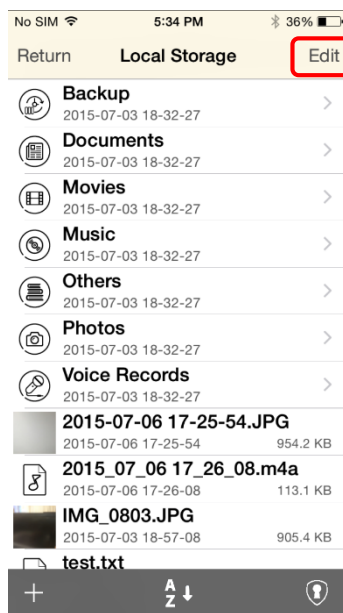 No SIM 5:34 PM 36%
Return Local Storage Edit
Backup
2015-07-03 18-32-27
Documents
2015-07-03 18-32-27
Movies
2015-07-03 18-32-27
Music
2015-07-03 18-32-27
Others
2015-07-03 18-32-27
Photos
2015-07-03 18-32-27
Voice Records
2015-07-03 18-32-27
2015-07-06 17-25-54.JPG
2015-07-06 17-25-54 954.2 KB
2015_07_06 17_26_08.m4a
2015-07-06 17-26-08 113.1 KB
IMG_0803.JPG
2015-07-03 18-57-08 905.4 KB
test.txt
A
Z